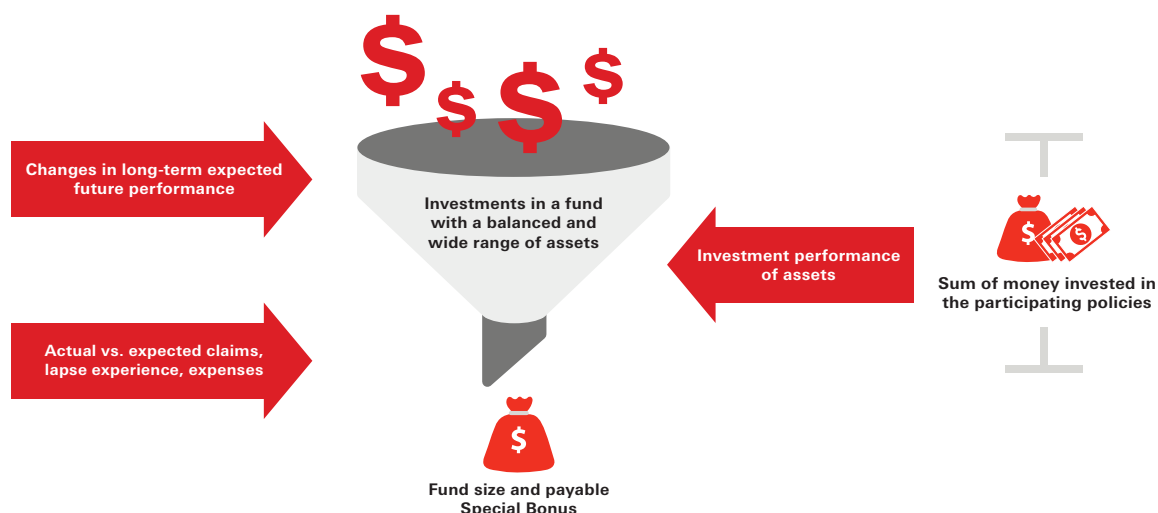 Changes in long-term expected
future performance
Investments in a fund
with a balanced and
wide range of assets
Investment performance
of assets
Sum of money invested in
the participating policies
Actual vs. expected claims,
lapse experience, expenses
Fund size and payable
Special Bonus